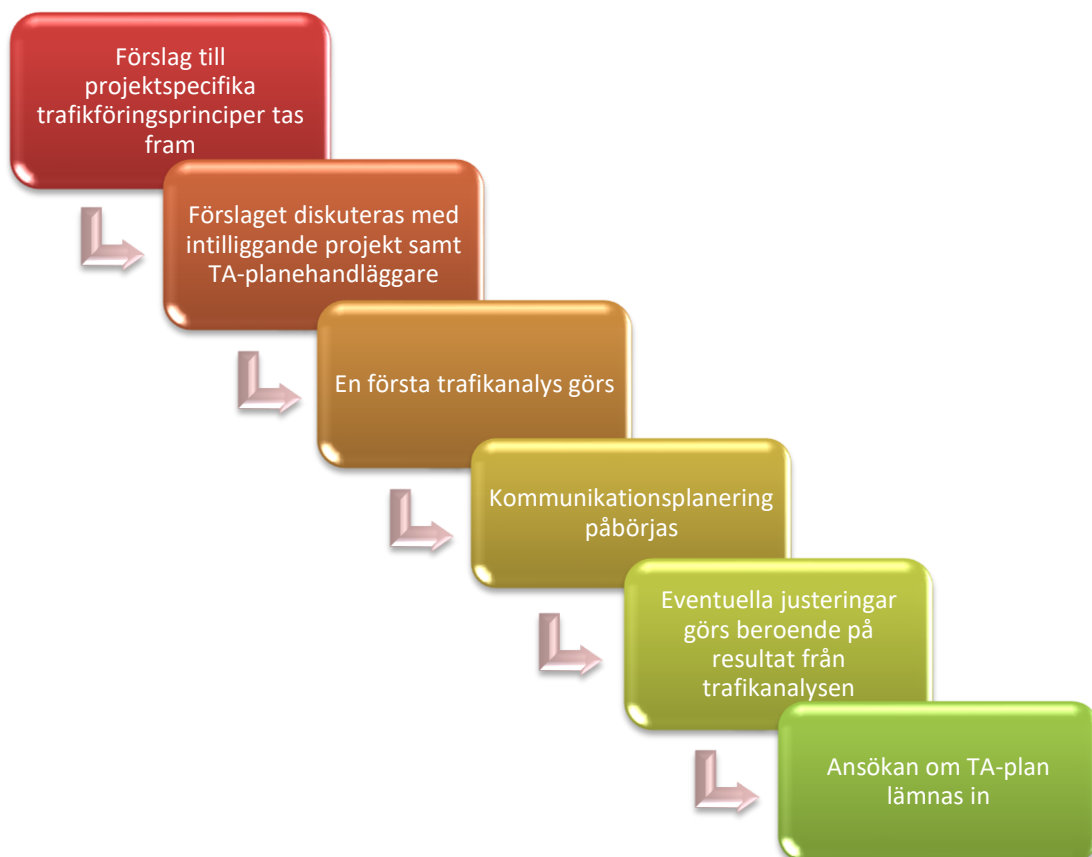 Förslag till
projektspecifika
trafikföringsprinciper tas
fram
Förslaget diskuteras med
intilliggande projekt samt
TA-planehandläggare
En första trafikanalys görs
Kommunikationsplanering
påbörjas
Eventuella justeringar
görs beroende på
resultat från
trafikanalysen
Ansökan om TA-plan
lämnas in